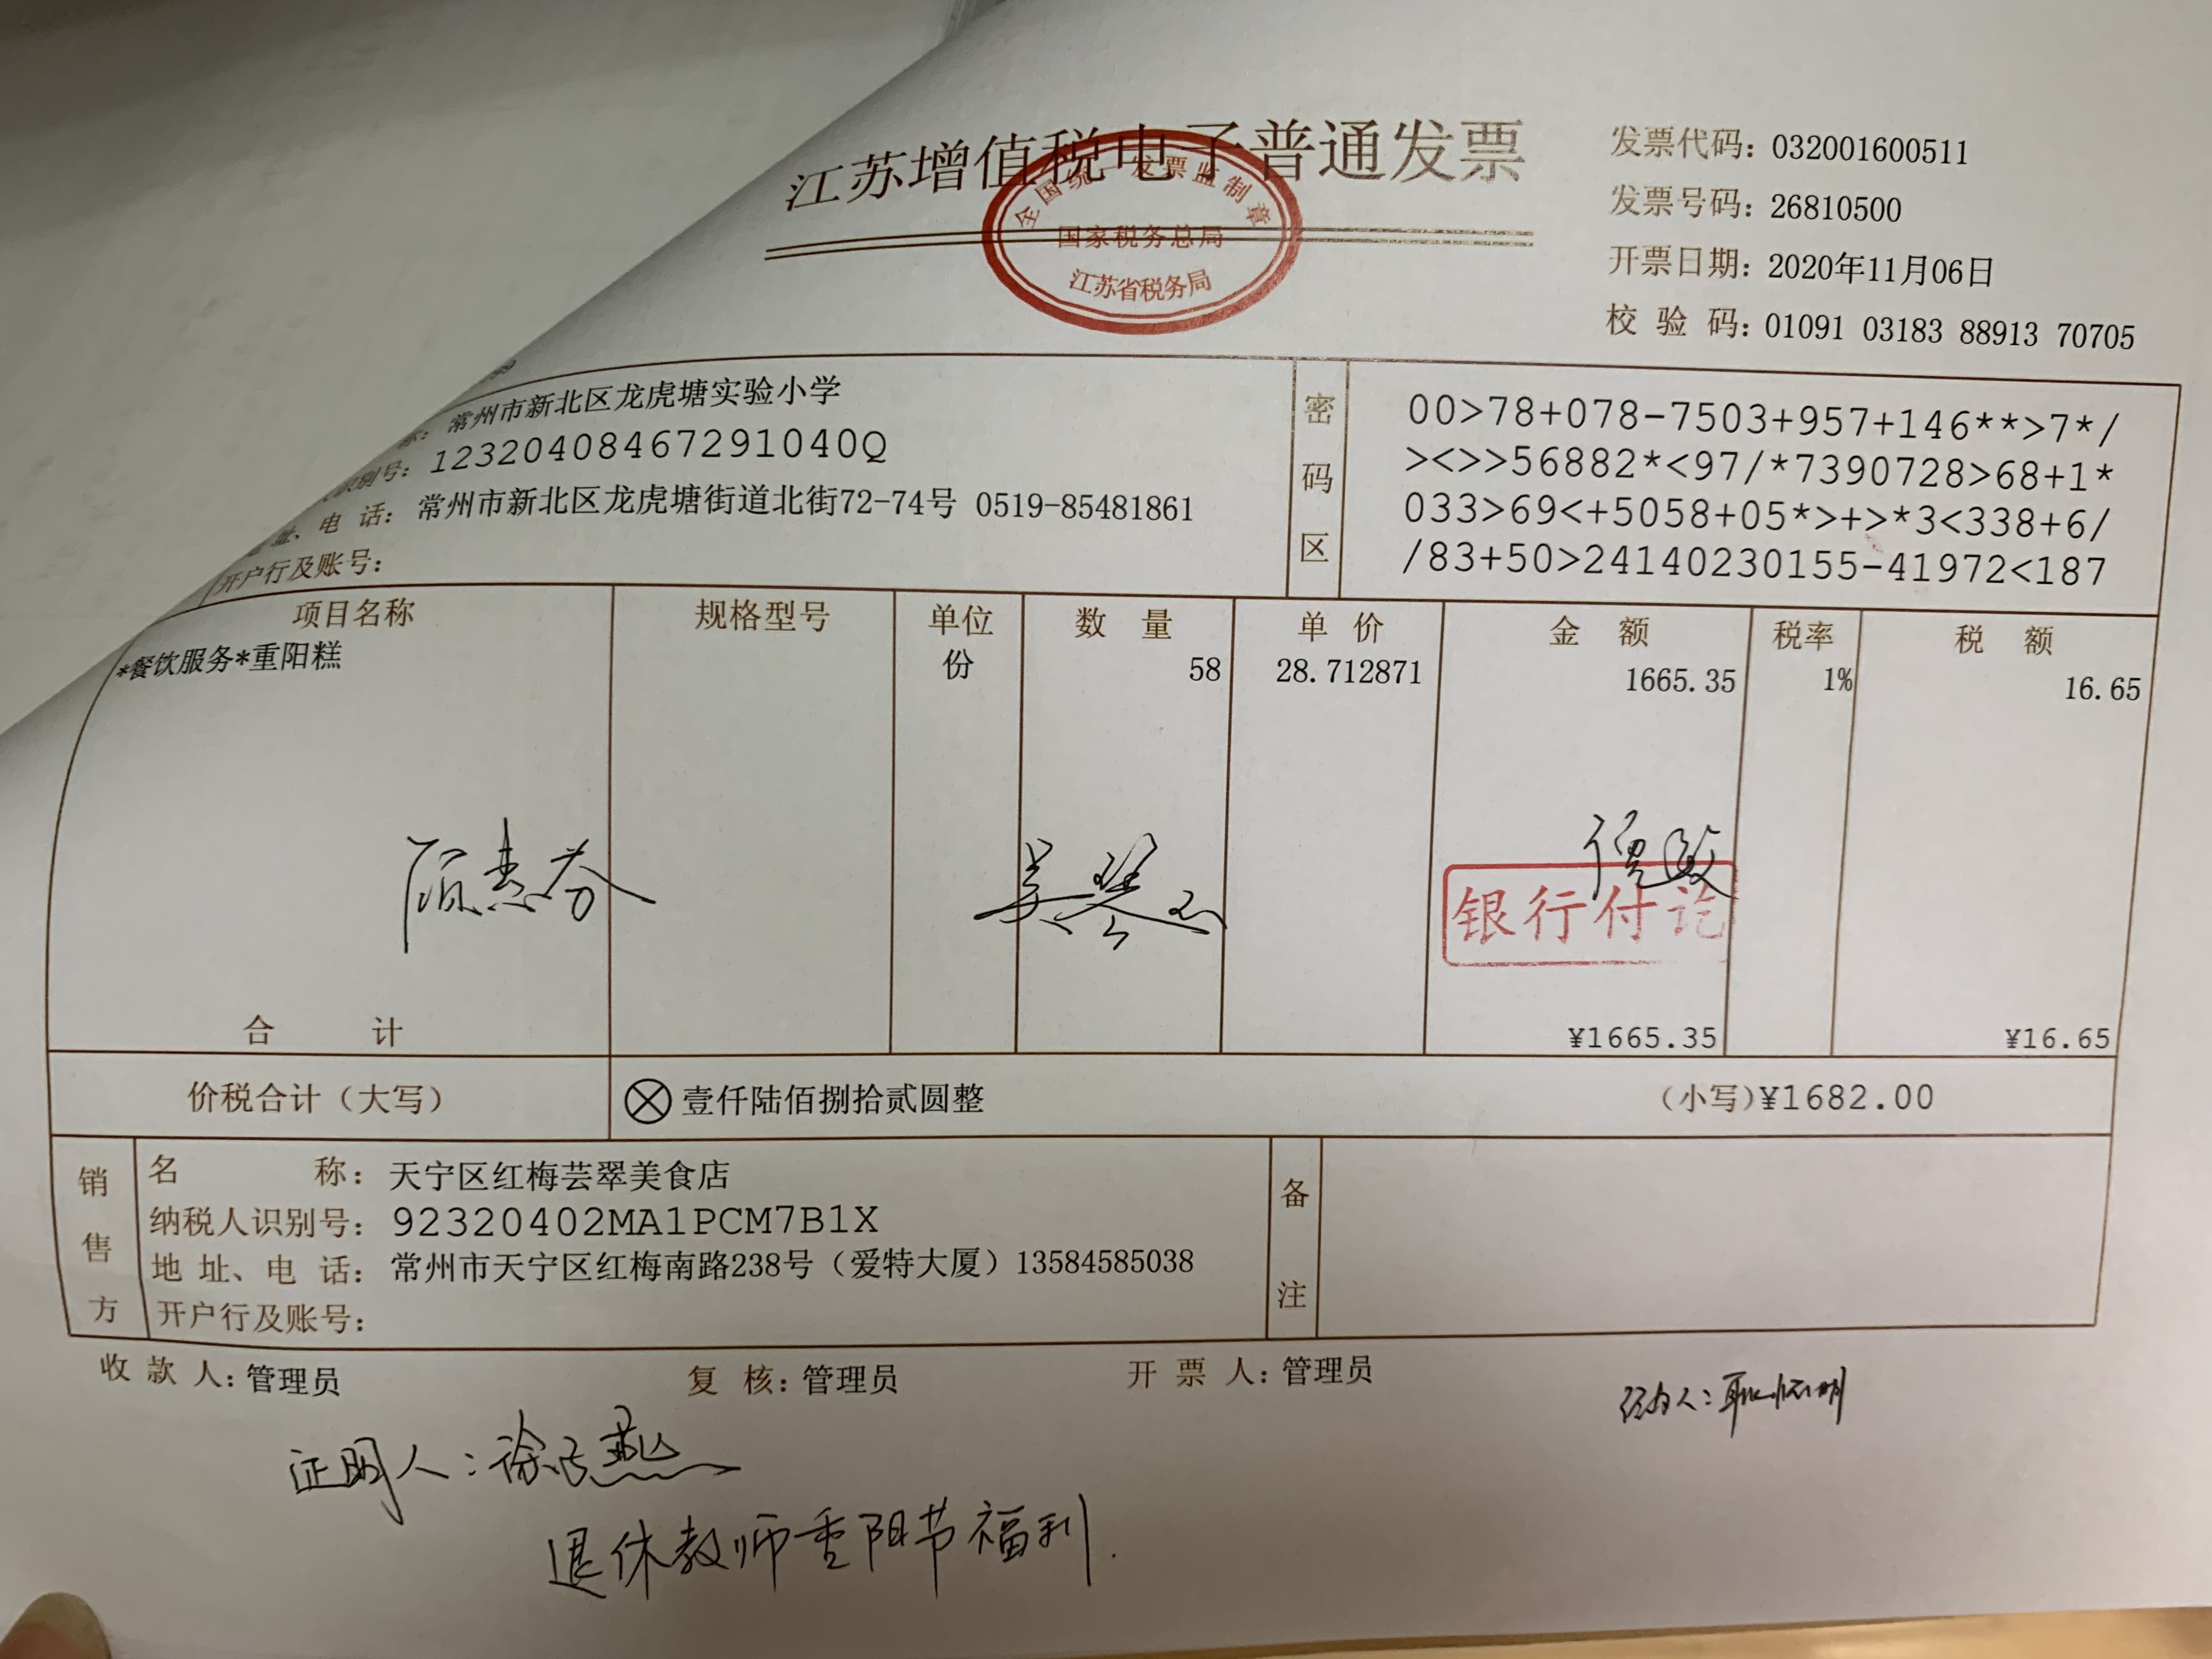 江苏增值税电子普通发票
全国统一发票监制章
国家税务总局
江苏省税务局
发票代码: 032001600511
发票号码: 26810500
开票日期: 2020年11月06日
校 验 码: 01091 03183 88913 70705
称: 常州市新北区龙虎塘实验小学
识别号: 12320408467291040Q
地 址、电 话: 常州市新北区龙虎塘街道北街72-74号 0519-85481861
开户行及账号:
密码区
00>78+078-7503+957+146**>7*/
><>>56882*<97/*7390728>68+1*
033>69<+5058+05*>+>*3<338+6/
/83+50>24140230155-41972<187
项目名称 规格型号 单位 数 量 单 价 金 额 税率 税 额
*餐饮服务*重阳糕 份 58 28.712871 1665.35 1% 16.65
顾惠芬
银行付讫
合 计 ¥1665.35 ¥16.65
价税合计（大写） ⊗壹仟陆佰捌拾贰圆整 （小写）¥1682.00
销售方
名 称: 天宁区红梅芸翠美食店
纳税人识别号: 92320402MA1PCM7B1X
地 址、电 话: 常州市天宁区红梅南路238号（爱特大厦）13584585038
开户行及账号:
备注
收 款 人: 管理员 复 核: 管理员 开 票 人: 管理员
经办人:
证明人:
退休教师重阳节福利.